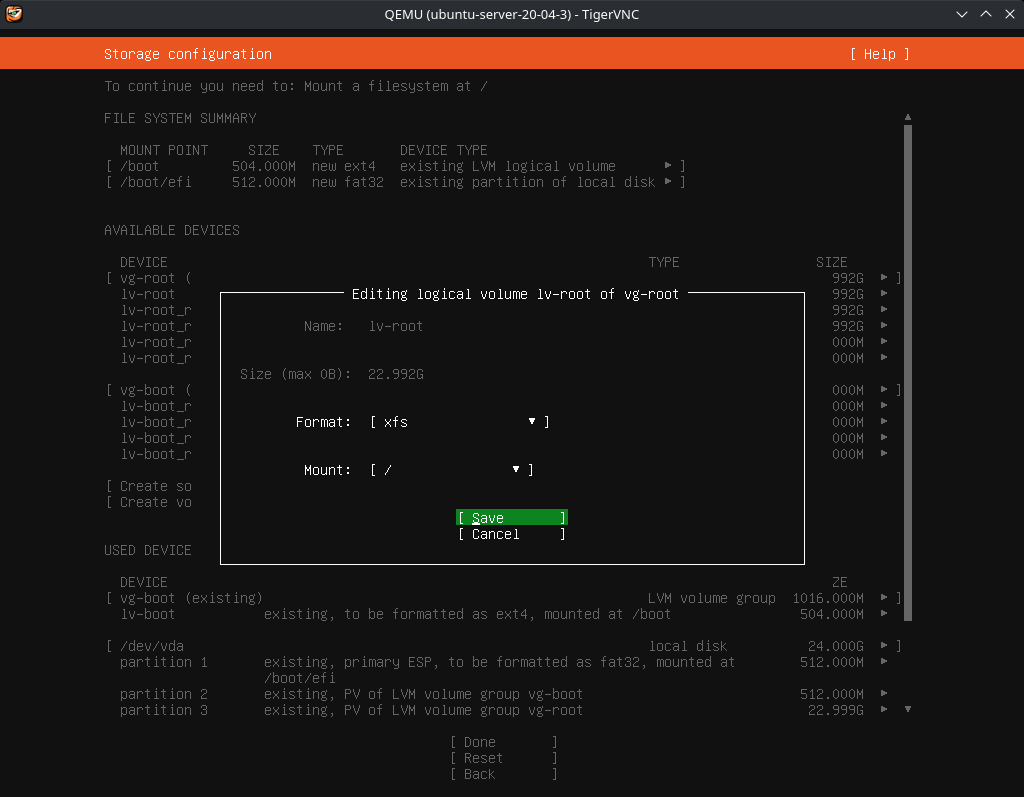 QEMU (ubuntu-server-20-04-3) - TigerVNC
Storage configuration [ Help ]
To continue you need to: Mount a filesystem at /
FILE SYSTEM SUMMARY
MOUNT POINT SIZE TYPE DEVICE TYPE
[ /boot 504.000M new ext4 existing LVM logical volume ▸ ]
[ /boot/efi 512.000M new fat32 existing partition of local disk ▸ ]
AVAILABLE DEVICES
DEVICE TYPE SIZE
[ vg-root ( 992G ▸ ]
lv-root 992G ▸
lv-root_r 992G ▸
lv-root_r 992G ▸
lv-root_r 000M ▸
lv-root_r 000M ▸
[ vg-boot ( 000M ▸ ]
lv-boot_r 000M ▸
lv-boot_r 000M ▸
lv-boot_r 000M ▸
lv-boot_r 000M ▸
[ Create so
[ Create vo
Editing logical volume lv-root of vg-root
Name: lv-root
Size (max 0B): 22.992G
Format: [ xfs ▾ ]
Mount: [ / ▾ ]
[ Save ]
[ Cancel ]
USED DEVICE
DEVICE ZE
[ vg-boot (existing) LVM volume group 1016.000M ▸ ]
lv-boot existing, to be formatted as ext4, mounted at /boot 504.000M ▸
[ /dev/vda local disk 24.000G ▸ ]
partition 1 existing, primary ESP, to be formatted as fat32, mounted at 512.000M ▸
/boot/efi
partition 2 existing, PV of LVM volume group vg-boot 512.000M ▸
partition 3 existing, PV of LVM volume group vg-root 22.999G ▸
[ Done ]
[ Reset ]
[ Back ]